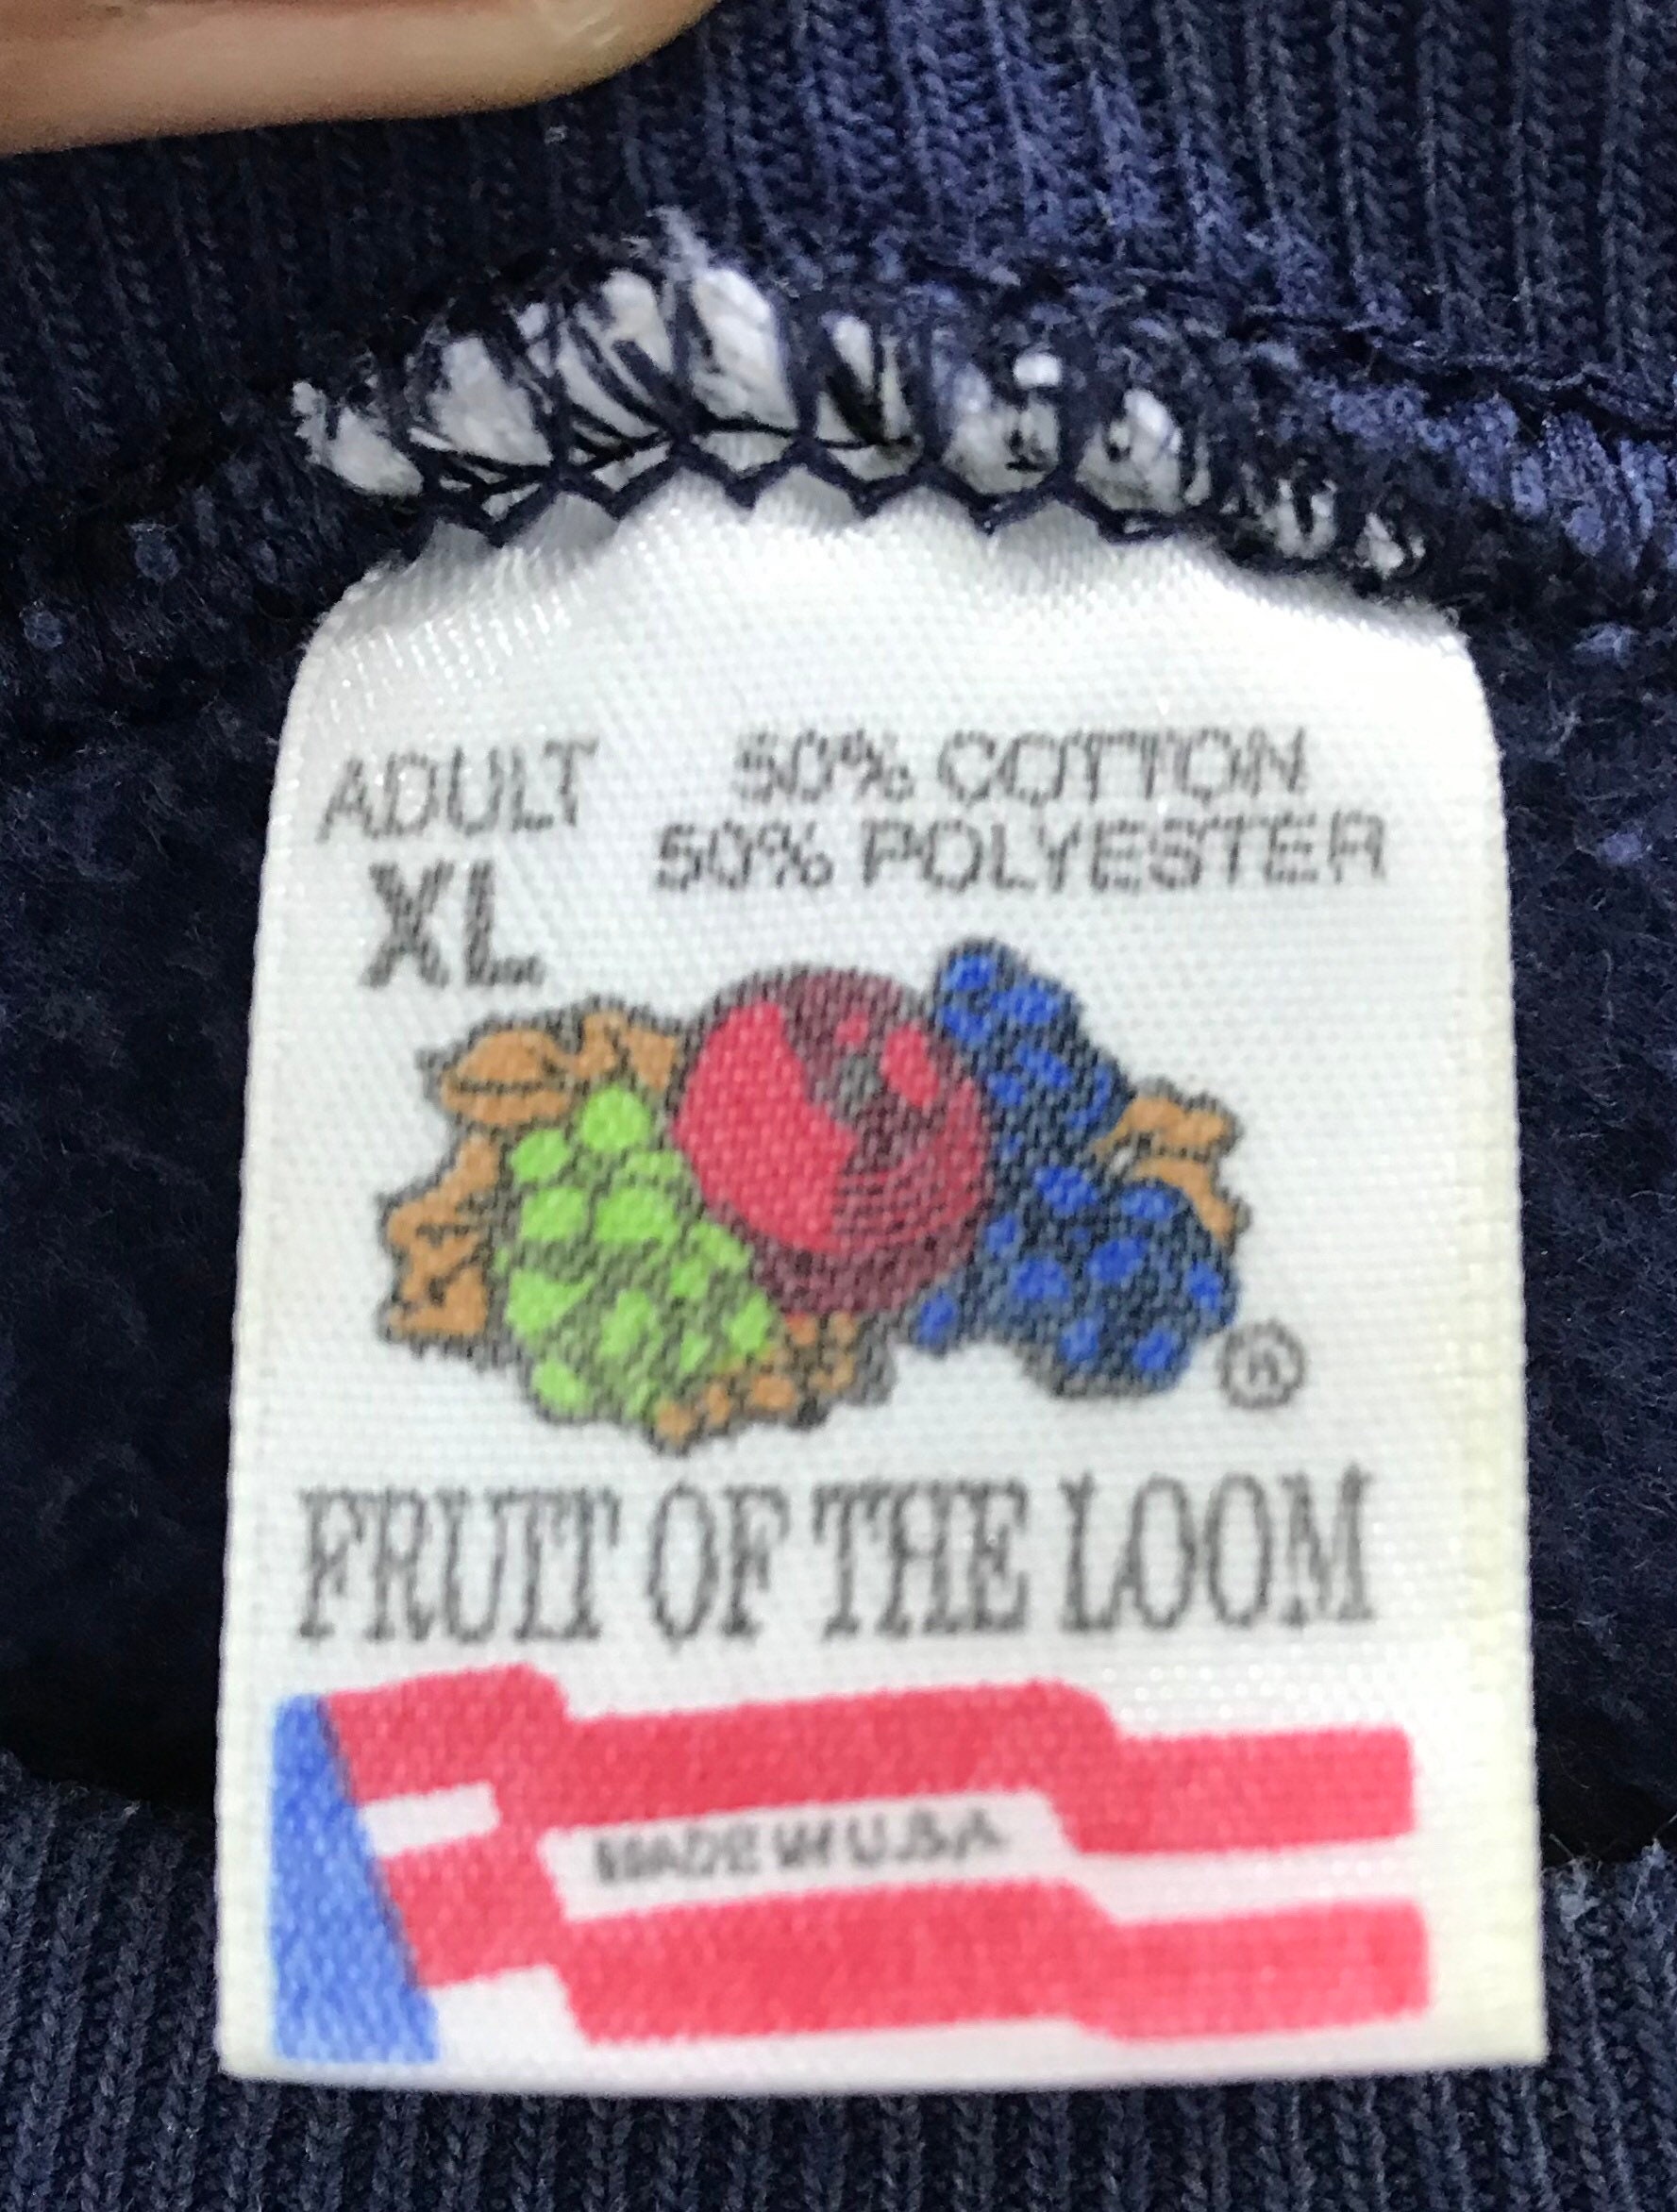 ADULT
XL
50% COTTON
50% POLYESTER
®
FRUIT OF THE LOOM
MADE IN U.S.A.